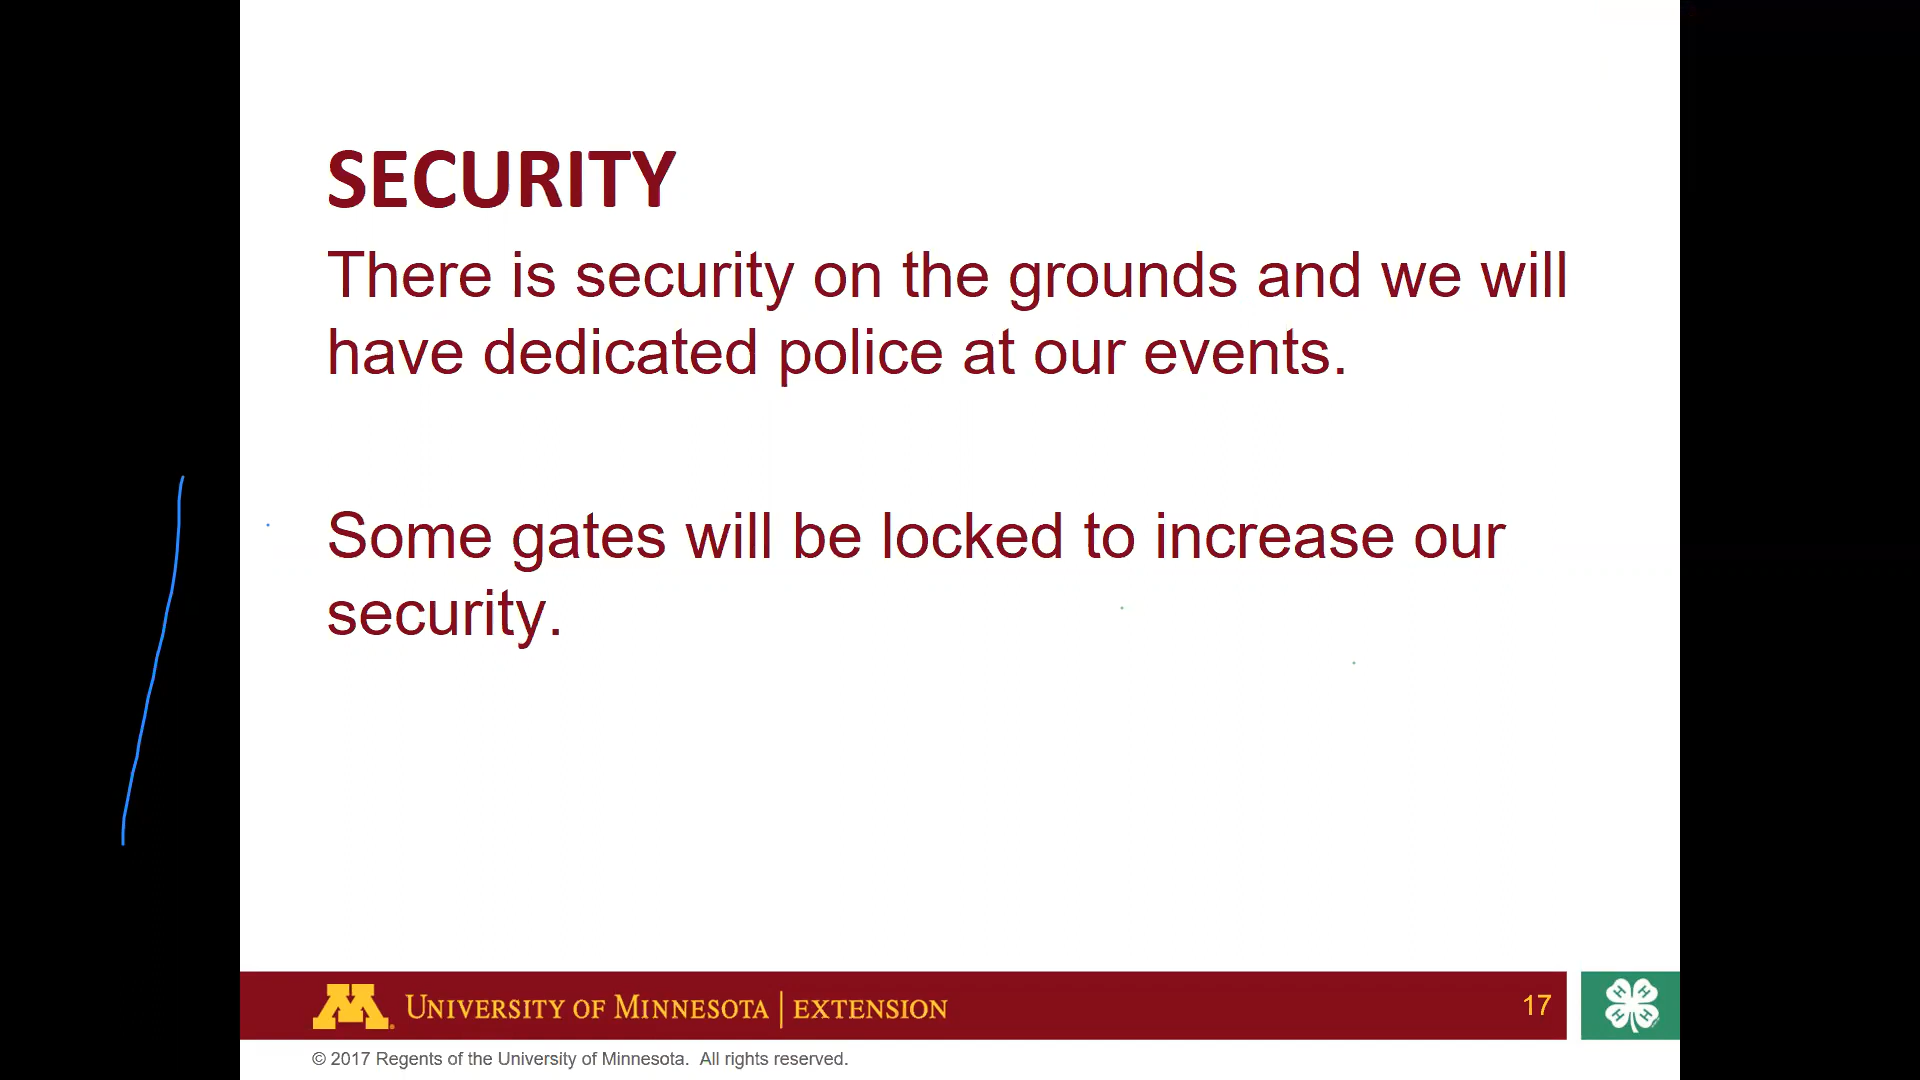 SECURITY
There is security on the grounds and we will
have dedicated police at our events.
Some gates will be locked to increase our
security.
M
UNIVERSITY OF MINNESOTA | EXTENSION
17
H H
H H
© 2017 Regents of the University of Minnesota. All rights reserved.